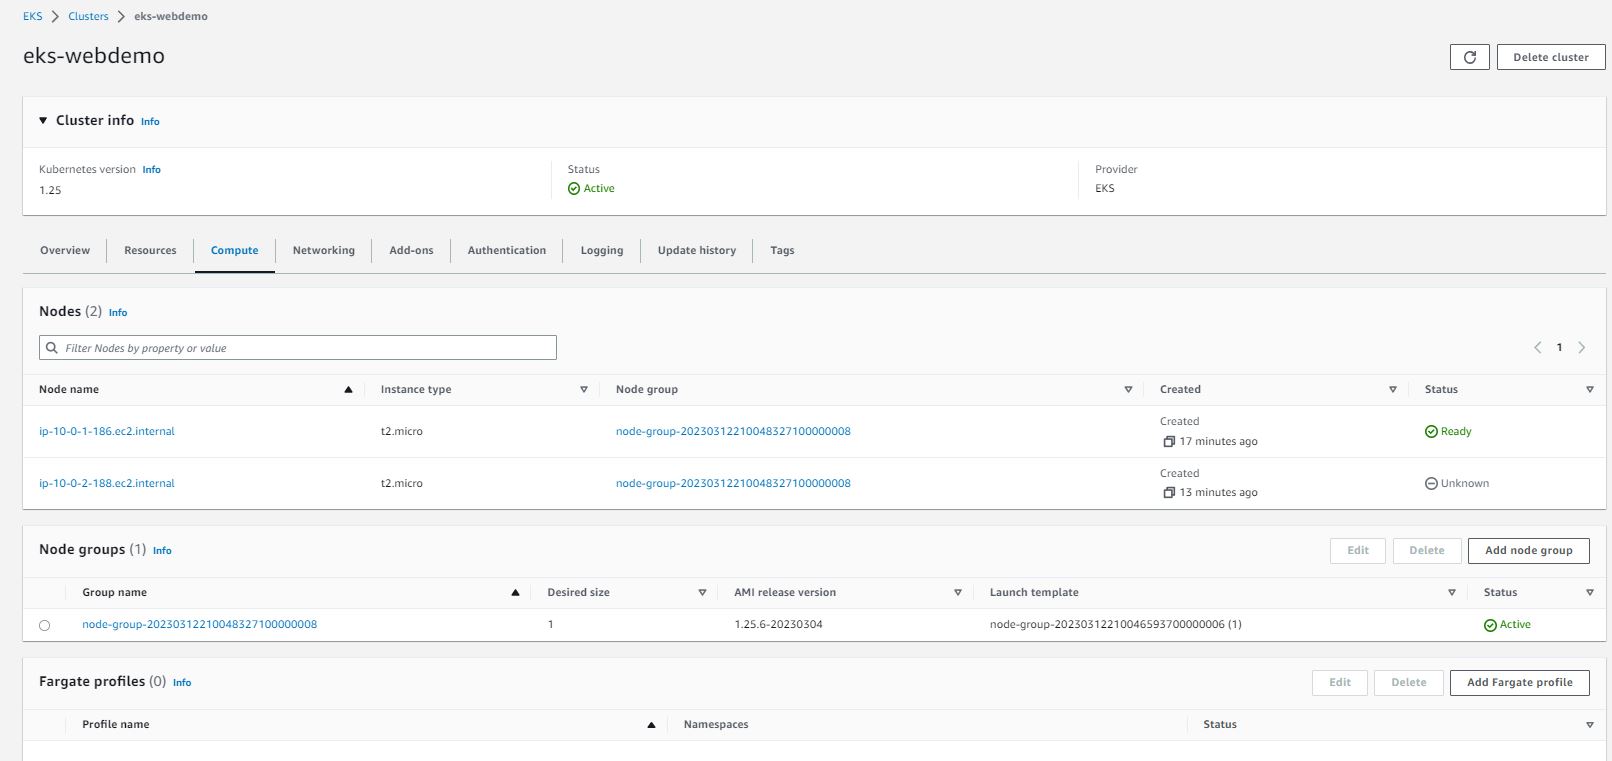 EKS > Clusters > eks-webdemo
eks-webdemo
Delete cluster
Cluster info Info
Kubernetes version Info
1.25
Status
Active
Provider
EKS
Overview Resources Compute Networking Add-ons Authentication Logging Update history Tags
Nodes (2) Info
Filter Nodes by property or value
1
Node name Instance type Node group Created Status
ip-10-0-1-186.ec2.internal t2.micro node-group-20230312210048327100000008 Created 17 minutes ago Ready
ip-10-0-2-188.ec2.internal t2.micro node-group-20230312210048327100000008 Created 13 minutes ago Unknown
Node groups (1) Info
Edit Delete Add node group
Group name Desired size AMI release version Launch template Status
node-group-20230312210048327100000008 1 1.25.6-20230304 node-group-20230312210046593700000006 (1) Active
Fargate profiles (0) Info
Edit Delete Add Fargate profile
Profile name Namespaces Status